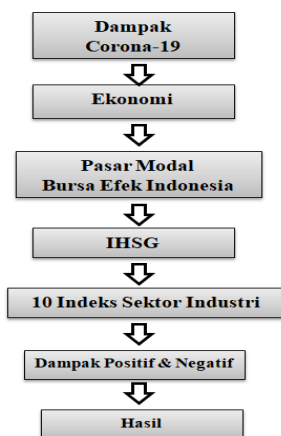 Dampak
Corona-19
Ekonomi
Pasar Modal
Bursa Efek Indonesia
IHSG
10 Indeks Sektor Industri
Dampak Positif & Negatif
Hasil